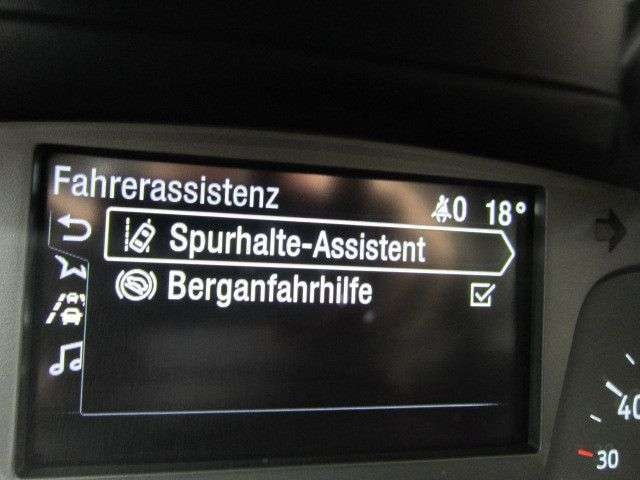 Fahrerassistenz
0 18°
Spurhalte-Assistent
Berganfahrhilfe
40
30